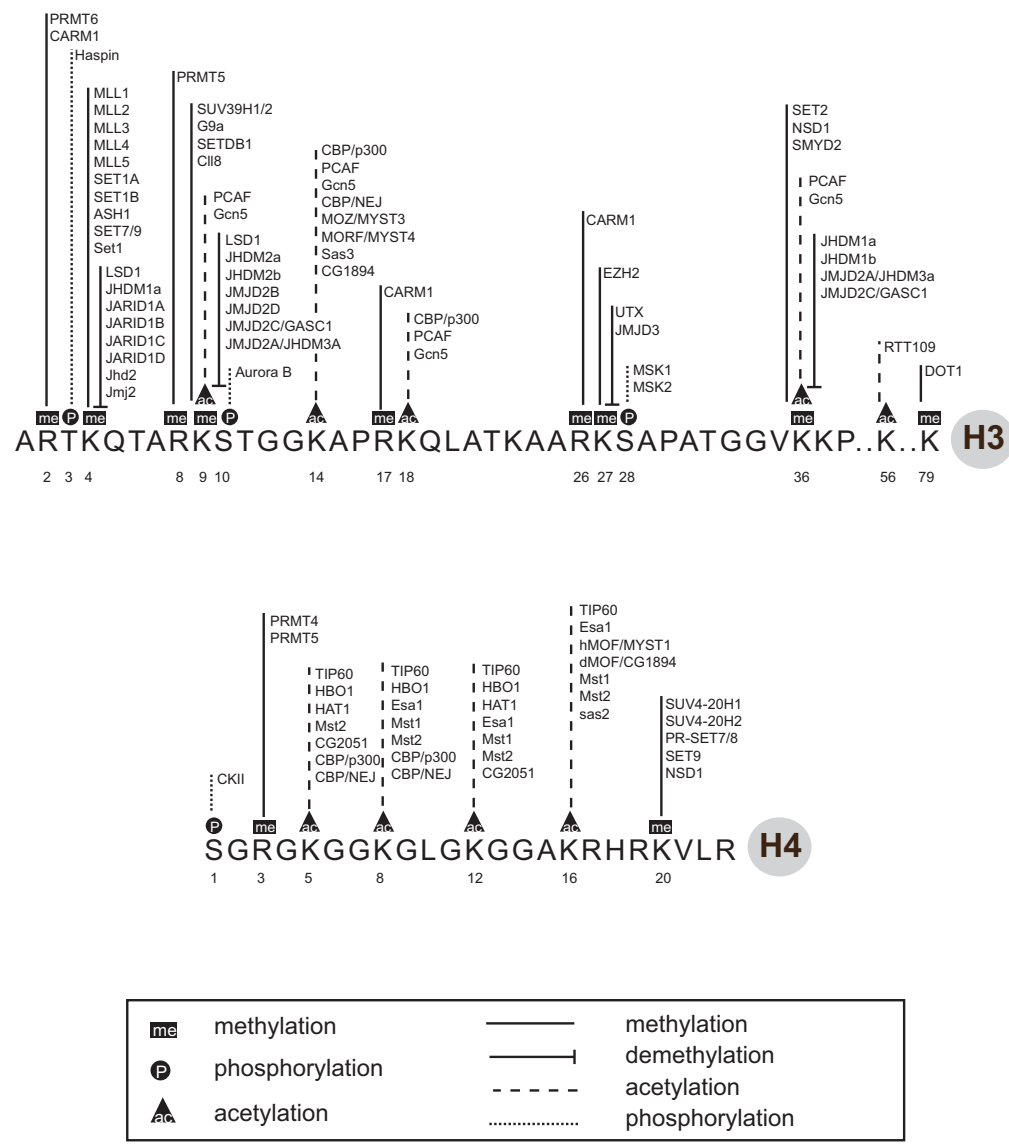 PRMT6
CARM1
Haspin
MLL1
MLL2
MLL3
MLL4
MLL5
SET1A
SET1B
ASH1
SET7/9
Set1
LSD1
JHDM1a
JARID1A
JARID1B
JARID1C
JARID1D
Jhd2
Jmj2
PRMT5
SUV39H1/2
G9a
SETDB1
Cll8
PCAF
Gcn5
LSD1
JHDM2a
JHDM2b
JMJD2B
JMJD2D
JMJD2C/GASC1
JMJD2A/JHDM3A
Aurora B
CBP/p300
PCAF
Gcn5
CBP/NEJ
MOZ/MYST3
MORF/MYST4
Sas3
CG1894
CARM1
CBP/p300
PCAF
Gcn5
CARM1
EZH2
UTX
JMJD3
MSK1
MSK2
SET2
NSD1
SMYD2
PCAF
Gcn5
JHDM1a
JHDM1b
JMJD2A/JHDM3a
JMJD2C/GASC1
RTT109
DOT1
ac ac
me P me me me P ac me ac me me P me ac me
ARTKQTARKSTGGKAPRKQLATKAARKSAPATGGVKKP..K..K H3
2 3 4 8 9 10 14 17 18 26 27 28 36 56 79
PRMT4
PRMT5
TIP60
HBO1
HAT1
Mst2
CG2051
CBP/p300
CBP/NEJ
TIP60
HBO1
Esa1
Mst1
Mst2
CBP/p300
CBP/NEJ
TIP60
HBO1
HAT1
Esa1
Mst1
Mst2
CG2051
TIP60
Esa1
hMOF/MYST1
dMOF/CG1894
Mst1
Mst2
sas2
SUV4-20H1
SUV4-20H2
PR-SET7/8
SET9
NSD1
CKII
P me ac ac ac ac me
SGRGKGGKGLGKGGAKRHRKVLR H4
1 3 5 8 12 16 20
me methylation
P phosphorylation
ac acetylation
methylation
demethylation
acetylation
phosphorylation